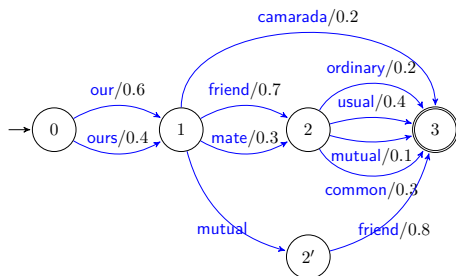 camarada/0.2
ordinary/0.2
our/0.6
friend/0.7
usual/0.4
0
1
2
3
ours/0.4
mate/0.3
mutual/0.1
common/0.3
mutual
friend/0.8
2′